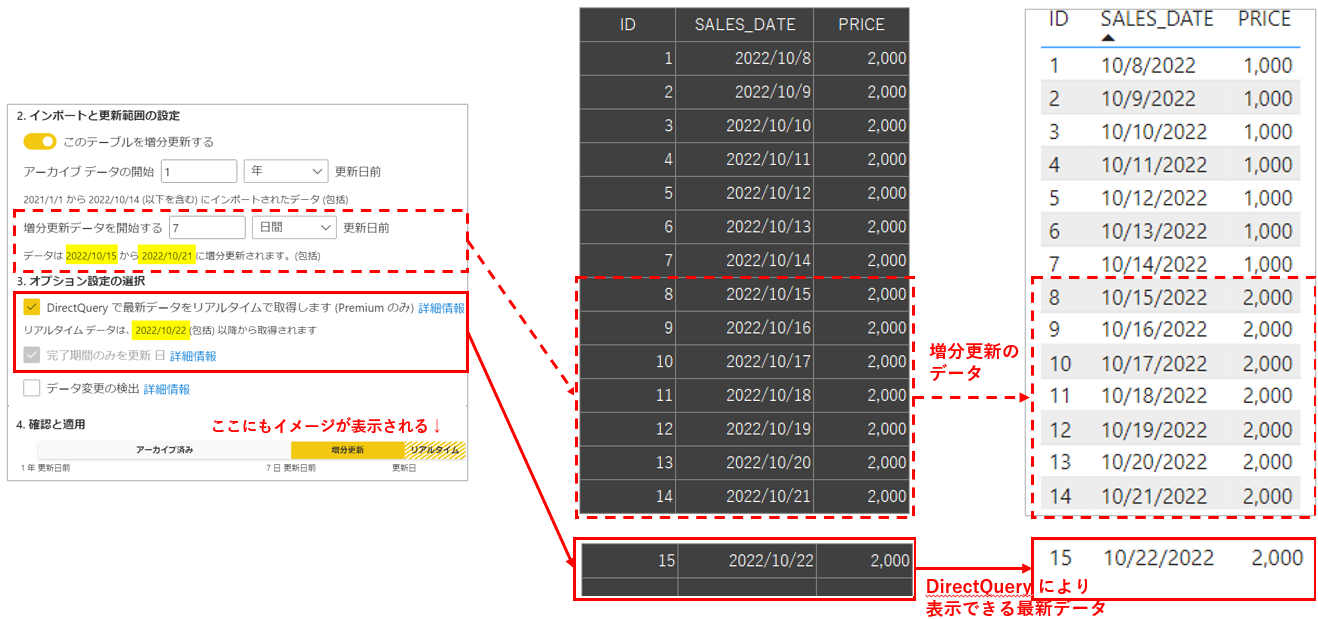 2. インポートと更新範囲の設定
このテーブルを増分更新する
アーカイブ データの開始 1 年 更新日前
2021/1/1 から 2022/10/14 (以下を含む) にインポートされたデータ (包括)
増分更新データを開始する 7 日間 更新日前
データは 2022/10/15 から 2022/10/21 に増分更新されます。(包括)
3. オプション設定の選択
DirectQuery で最新データをリアルタイムで取得します (Premium のみ) 詳細情報
リアルタイム データは、2022/10/22 (包括) 以降から取得されます
完了期間のみを更新 日 詳細情報
データ変更の検出 詳細情報
4. 確認と適用
ここにもイメージが表示される↓
アーカイブ済み 増分更新 リアルタイム
1 年 更新日前 7 日 更新日前 更新日
ID SALES_DATE PRICE
1 2022/10/8 2,000
2 2022/10/9 2,000
3 2022/10/10 2,000
4 2022/10/11 2,000
5 2022/10/12 2,000
6 2022/10/13 2,000
7 2022/10/14 2,000
8 2022/10/15 2,000
9 2022/10/16 2,000
10 2022/10/17 2,000
11 2022/10/18 2,000
12 2022/10/19 2,000
13 2022/10/20 2,000
14 2022/10/21 2,000
15 2022/10/22 2,000
増分更新の
データ
DirectQuery により
表示できる最新データ
ID SALES_DATE PRICE
1 10/8/2022 1,000
2 10/9/2022 1,000
3 10/10/2022 1,000
4 10/11/2022 1,000
5 10/12/2022 1,000
6 10/13/2022 1,000
7 10/14/2022 1,000
8 10/15/2022 2,000
9 10/16/2022 2,000
10 10/17/2022 2,000
11 10/18/2022 2,000
12 10/19/2022 2,000
13 10/20/2022 2,000
14 10/21/2022 2,000
15 10/22/2022 2,000